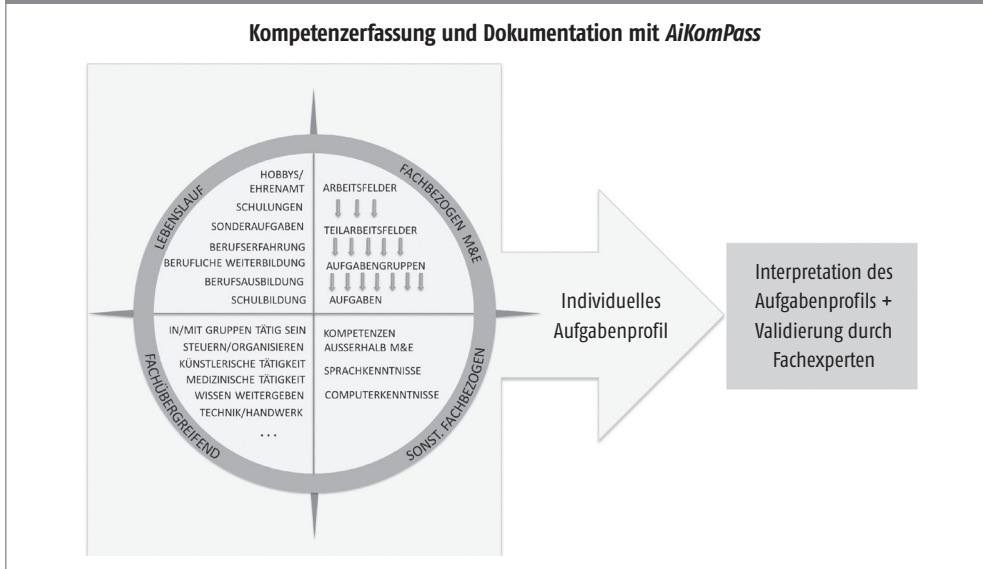 Kompetenzerfassung und Dokumentation mit AiKomPass
LEBENSLAUF
HOBBYS/
EHRENAMT
SCHULUNGEN
SONDERAUFGABEN
BERUFSERFAHRUNG
BERUFLICHE WEITERBILDUNG
BERUFSAUSBILDUNG
SCHULBILDUNG
FACHBEZOGEN M&E
ARBEITSFELDER
TEILARBEITSFELDER
AUFGABENGRUPPEN
AUFGABEN
FACHÜBERGREIFEND
IN/MIT GRUPPEN TÄTIG SEIN
STEUERN/ORGANISIEREN
KÜNSTLERISCHE TÄTIGKEIT
MEDIZINISCHE TÄTIGKEIT
WISSEN WEITERGEBEN
TECHNIK/HANDWERK
...
SONST. FACHBEZOGEN
KOMPETENZEN
AUSSERHALB M&E
SPRACHKENNTNISSE
COMPUTERKENNTNISSE
Individuelles
Aufgabenprofil
Interpretation des
Aufgabenprofils +
Validierung durch
Fachexperten